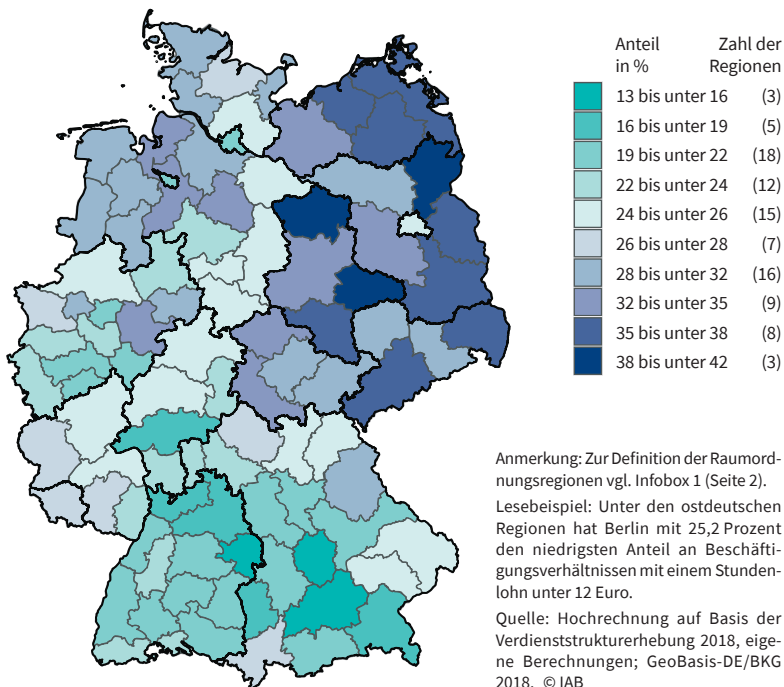 Anteil Zahl der
in % Regionen
13 bis unter 16 (3)
16 bis unter 19 (5)
19 bis unter 22 (18)
22 bis unter 24 (12)
24 bis unter 26 (15)
26 bis unter 28 (7)
28 bis unter 32 (16)
32 bis unter 35 (9)
35 bis unter 38 (8)
38 bis unter 42 (3)
Anmerkung: Zur Definition der Raumord-
nungsregionen vgl. Infobox 1 (Seite 2).
Lesebeispiel: Unter den ostdeutschen
Regionen hat Berlin mit 25,2 Prozent
den niedrigsten Anteil an Beschäfti-
gungsverhältnissen mit einem Stunden-
lohn unter 12 Euro.
Quelle: Hochrechnung auf Basis der
Verdienststrukturerhebung 2018, eige-
ne Berechnungen; GeoBasis-DE/BKG
2018. © IAB